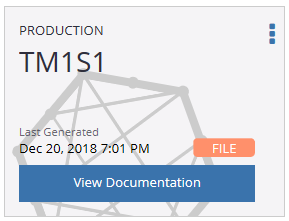 PRODUCTION
TM1S1
Last Generated
Dec 20, 2018 7:01 PM
FILE
View Documentation